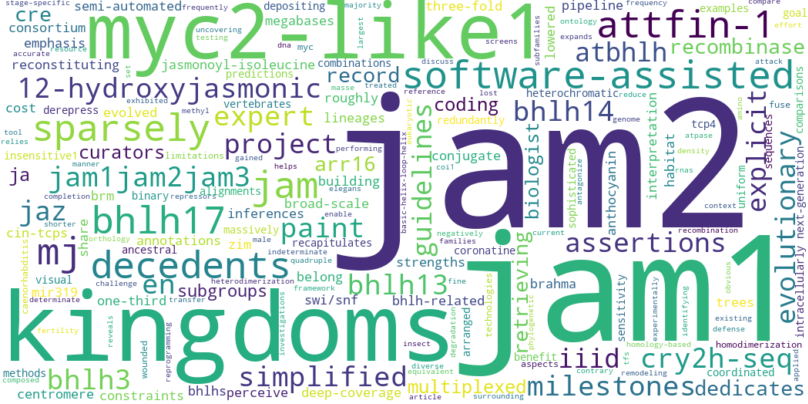 stage-specific
semi-automated
frequently
depositing
megabases
three-fold
examples
pipeline
compare
ontology
expands
cre
consortium
emphasis
reconstituting
myc2-like1
attfin-1
lowered
goal
effort
uncovering
testing
largest
dna
myc
jasmonoyl-isoleucine
combinations
screens
discuss
atbhlh
recombinase
accurate
set
cost
derepress
12-hydroxyjasmonic
record
software-assisted
predictions
exhibited
methyl
en masse
treated
vertebrates
roughly
evolved
lineages
reference
lost
heterochromatic
redundantly
reduce
genome
subfamilies
attack
fuse
comparisons
sparsely
expert
coding
bhlh14
tool
relies
insensitive1
limitations
curators
project
gained
helps
performing
manner
guidelines
conjugate
biologist
anthocyanin
sophisticated
antagonize
coi1
elegans
tcp4
interpretation
habitat
atpase
density
rnas
explicit
sequences
next-generation
amino
ja
jam1jam2jam3
jam
arr16
building
broad-scale
basic-helix-loop-helix
eukaryotic
jam2
uniform
context
completion
repressors
brm
binary
alignments
jaz
bhlh17
inferences
paint
negatively
current
families
recombination
shorter
orthology
share
massively
enable
male
quadruple
zim
recapitulates
cin-tcps
annotations
ancestral
indeterminate
heterodimerization
framework
coronatine
strengths
assertions
evolutionary
intracellularly
mj
caenorhabditis
mir319
visual
challenge
fine
decedents
en
belong
swi/snf
bhlh-related
brahma
homodimerization
trees
obvious
determinate
transfer
one-third
subgroups
bhlh13
retrieving
technologies
phylogenetic
arranged
degradation
sensitivity
experimentally
identifying
existing
defense
homology-based
fertility
reveals
wounded
reprogramming
investigations
kingdoms
jam1
insect
diverse
equivalent
benefit
aspects
contrary
tfs
remodeling
iiid
cry2h-seq
coordinated
applied
methods
composed
centromere
bhlh3
constraints
simplified
bhlhs
perceive
deep-coverage
multiplexed
article
surrounding
milestones
dedicates